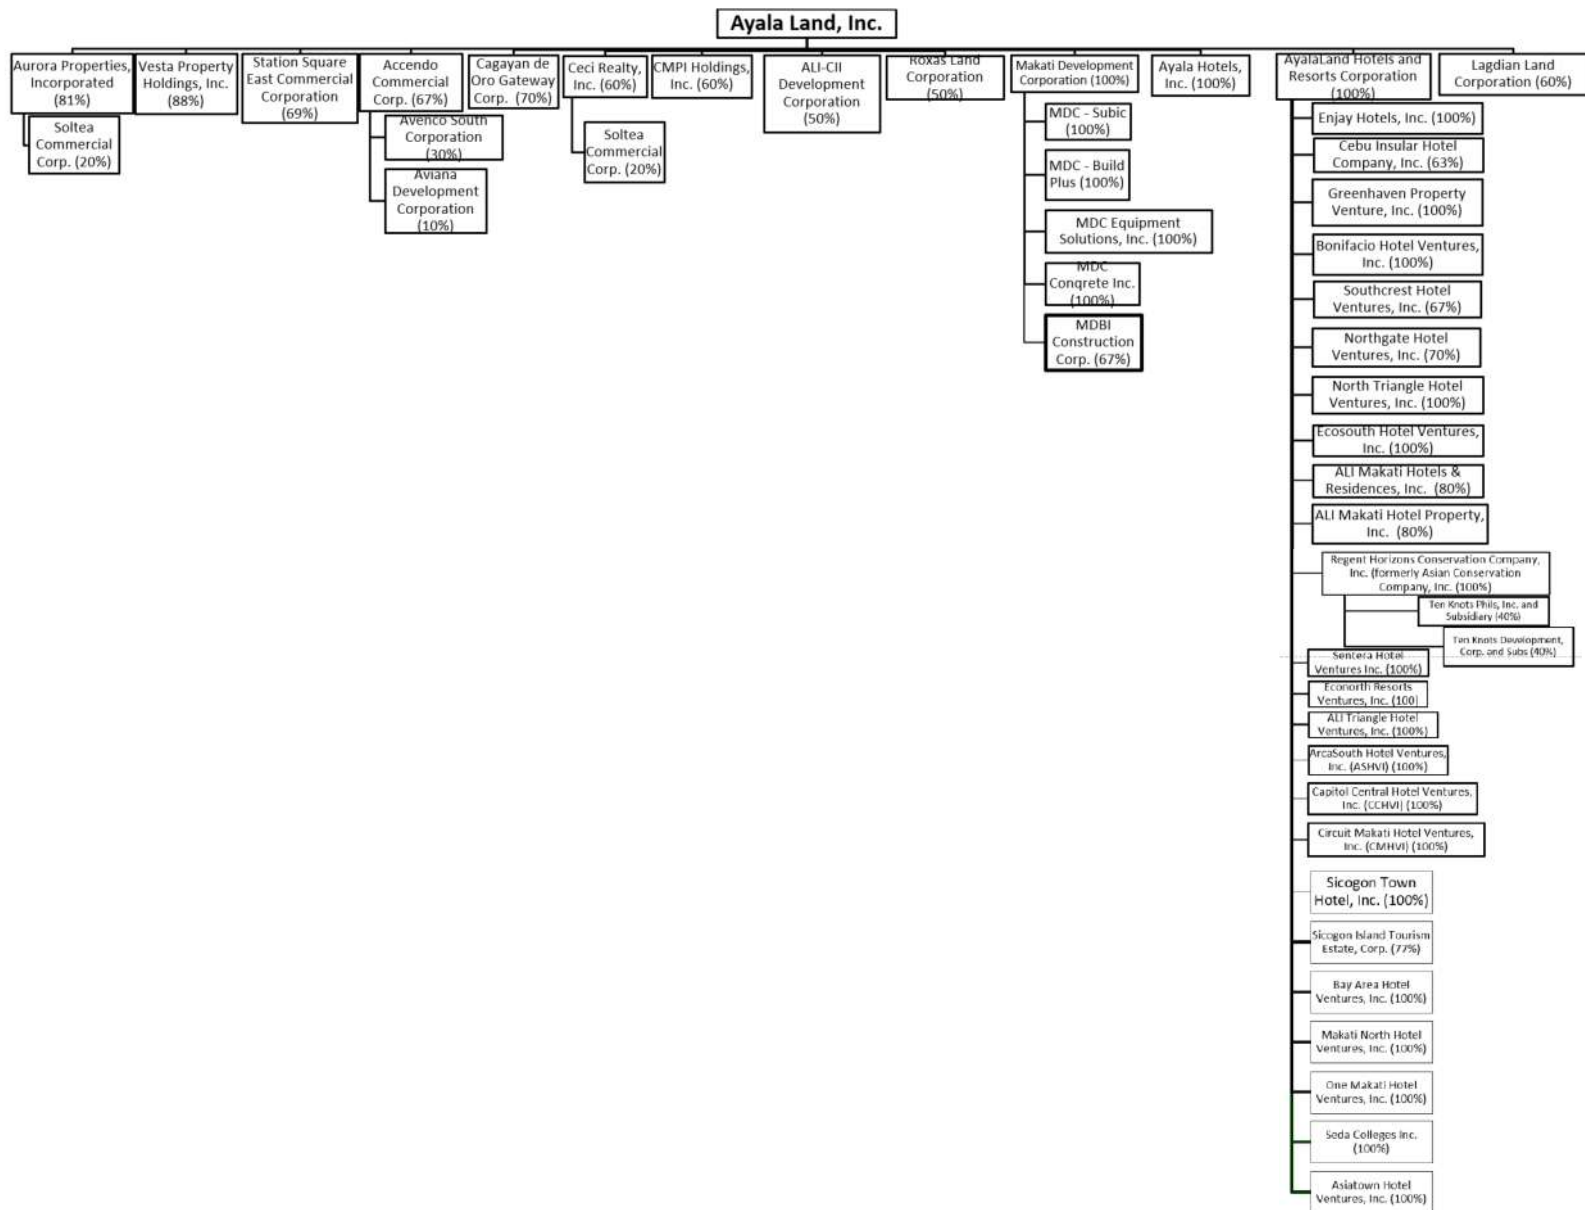 Ayala Land, Inc.
Aurora Properties,
Incorporated
(81%)
Soltea
Commercial
Corp. (20%)
Vesta Property
Holdings, Inc.
(88%)
Station Square
East Commercial
Corporation
(69%)
Accendo
Commercial
Corp. (67%)
Avenco South
Corporation
(30%)
Aviana
Development
Corporation
(10%)
Cagayan de
Oro Gateway
Corp. (70%)
Ceci Realty,
Inc. (60%)
Soltea
Commercial
Corp. (20%)
CMPI Holdings,
Inc. (60%)
ALI-CII
Development
Corporation
(50%)
Roxas Land
Corporation
(50%)
Makati Development
Corporation (100%)
MDC - Subic
(100%)
MDC - Build
Plus (100%)
MDC Equipment
Solutions, Inc. (100%)
MDC
Conqrete Inc.
(100%)
MDBI
Construction
Corp. (67%)
Ayala Hotels,
Inc. (100%)
AyalaLand Hotels and
Resorts Corporation
(100%)
Enjay Hotels, Inc. (100%)
Cebu Insular Hotel
Company, Inc. (63%)
Greenhaven Property
Venture, Inc. (100%)
Bonifacio Hotel Ventures,
Inc. (100%)
Southcrest Hotel
Ventures, Inc. (67%)
Northgate Hotel
Ventures, Inc. (70%)
North Triangle Hotel
Ventures, Inc. (100%)
Ecosouth Hotel Ventures,
Inc. (100%)
ALI Makati Hotels &
Residences, Inc. (80%)
ALI Makati Hotel Property,
Inc. (80%)
Regent Horizons Conservation Company,
Inc. (formerly Asian Conservation
Company, Inc. (100%)
Ten Knots Phils, Inc. and
Subsidiary (40%)
Ten Knots Development,
Corp. and Subs (40%)
Sentera Hotel
Ventures Inc. (100%)
Econorth Resorts
Ventures, Inc. (100)
ALI Triangle Hotel
Ventures, Inc. (100%)
ArcaSouth Hotel Ventures,
Inc. (ASHVI) (100%)
Capitol Central Hotel Ventures,
Inc. (CCHVI) (100%)
Circuit Makati Hotel Ventures,
Inc. (CMHVI) (100%)
Sicogon Town
Hotel, Inc. (100%)
Sicogon Island Tourism
Estate, Corp. (77%)
Bay Area Hotel
Ventures, Inc. (100%)
Makati North Hotel
Ventures, Inc. (100%)
One Makati Hotel
Ventures, Inc. (100%)
Seda Colleges Inc.
(100%)
Asiatown Hotel
Ventures, Inc. (100%)
Lagdian Land
Corporation (60%)